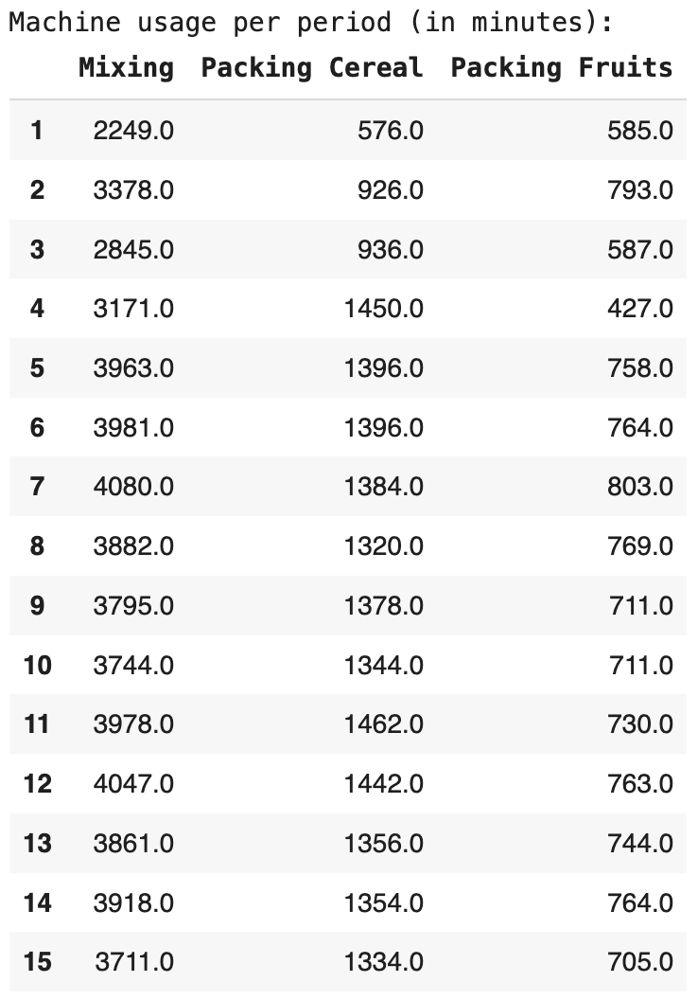 Machine usage per period (in minutes):
Mixing Packing Cereal Packing Fruits
1 2249.0 576.0 585.0
2 3378.0 926.0 793.0
3 2845.0 936.0 587.0
4 3171.0 1450.0 427.0
5 3963.0 1396.0 758.0
6 3981.0 1396.0 764.0
7 4080.0 1384.0 803.0
8 3882.0 1320.0 769.0
9 3795.0 1378.0 711.0
10 3744.0 1344.0 711.0
11 3978.0 1462.0 730.0
12 4047.0 1442.0 763.0
13 3861.0 1356.0 744.0
14 3918.0 1354.0 764.0
15 3711.0 1334.0 705.0